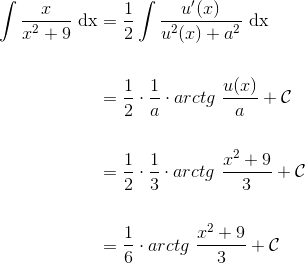 ∫ x/(x² + 9) dx = 1/2 ∫ u′(x)/(u²(x) + a²) dx
= 1/2 · 1/a · arctg u(x)/a + 𝒞
= 1/2 · 1/3 · arctg (x² + 9)/3 + 𝒞
= 1/6 · arctg (x² + 9)/3 + 𝒞